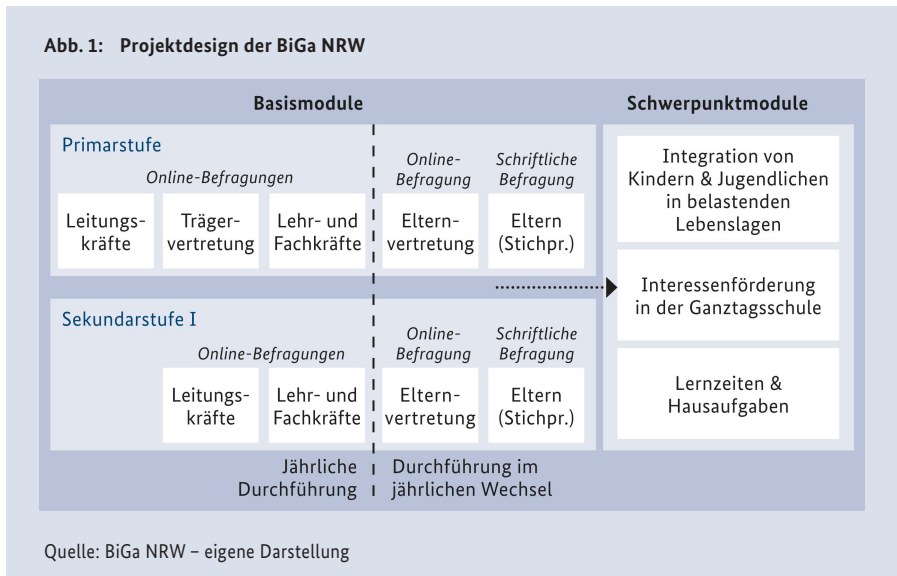 Abb. 1: Projektdesign der BiGa NRW
Basismodule
Schwerpunktmodule
Primarstufe
Online-Befragungen
Leitungs-
kräfte
Träger-
vertretung
Lehr- und
Fachkräfte
Online-
Befragung
Eltern-
vertretung
Schriftliche
Befragung
Eltern
(Stichpr.)
Sekundarstufe I
Online-Befragungen
Leitungs-
kräfte
Lehr- und
Fachkräfte
Online-
Befragung
Eltern-
vertretung
Schriftliche
Befragung
Eltern
(Stichpr.)
Jährliche
Durchführung
Durchführung im
jährlichen Wechsel
Integration von
Kindern & Jugendlichen
in belastenden
Lebenslagen
Interessenförderung
in der Ganztagsschule
Lernzeiten &
Hausaufgaben
Quelle: BiGa NRW – eigene Darstellung